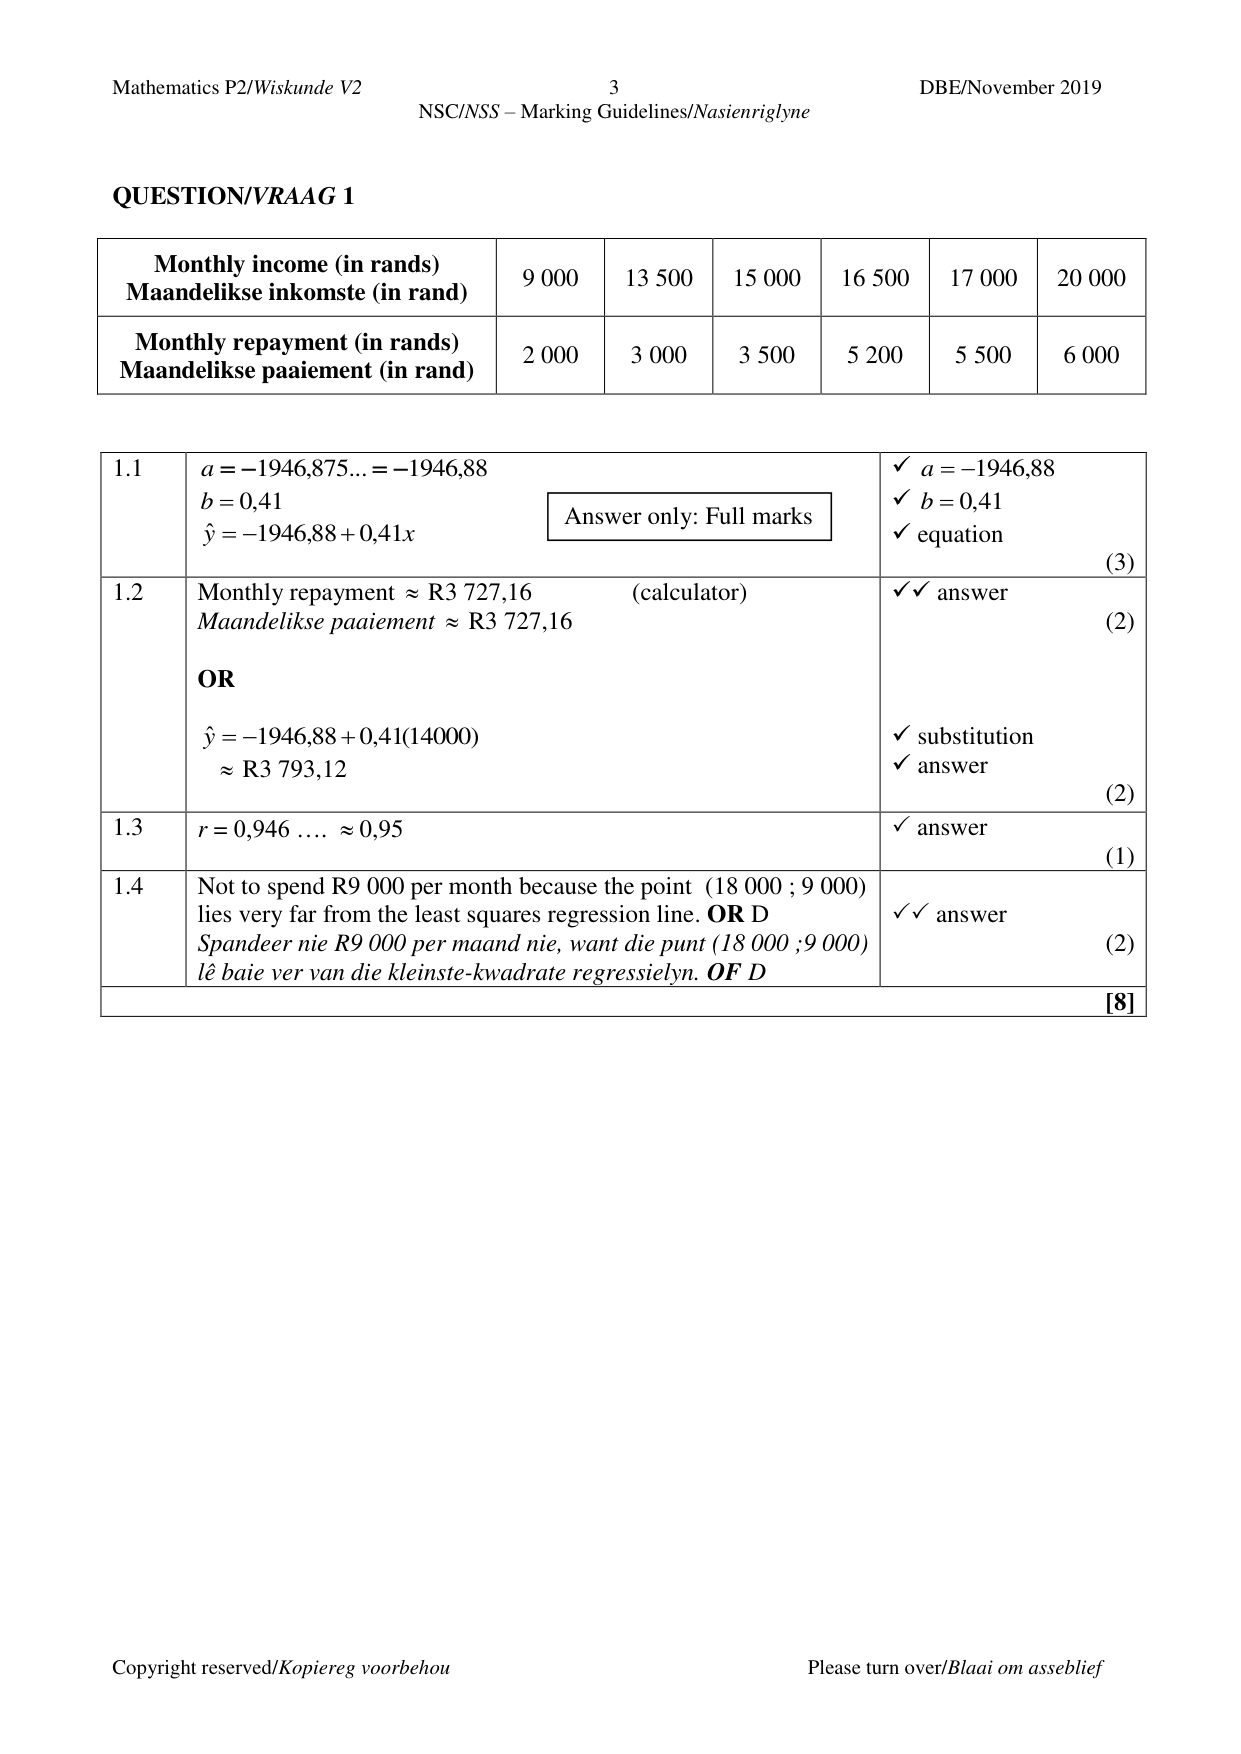 Mathematics P2/Wiskunde V2 3 DBE/November 2019
NSC/NSS – Marking Guidelines/Nasienriglyne
QUESTION/VRAAG 1
Monthly income (in rands)
Maandelikse inkomste (in rand) 9 000 13 500 15 000 16 500 17 000 20 000
Monthly repayment (in rands)
Maandelikse paaiement (in rand) 2 000 3 000 3 500 5 200 5 500 6 000
1.1 a = −1946,875... = −1946,88 ✓ a = −1946,88
b = 0,41 ✓ b = 0,41
Answer only: Full marks
ŷ = −1946,88 + 0,41x ✓ equation
(3)
1.2 Monthly repayment ≈ R3 727,16 (calculator) ✓✓ answer
Maandelikse paaiement ≈ R3 727,16 (2)
OR
ŷ = −1946,88 + 0,41(14000) ✓ substitution
≈ R3 793,12 ✓ answer
(2)
1.3 r = 0,946 …. ≈ 0,95 ✓ answer
(1)
1.4 Not to spend R9 000 per month because the point (18 000 ; 9 000)
lies very far from the least squares regression line. OR D ✓✓ answer
Spandeer nie R9 000 per maand nie, want die punt (18 000 ;9 000) (2)
lê baie ver van die kleinste-kwadrate regressielyn. OF D
[8]
Copyright reserved/Kopiereg voorbehou Please turn over/Blaai om asseblief